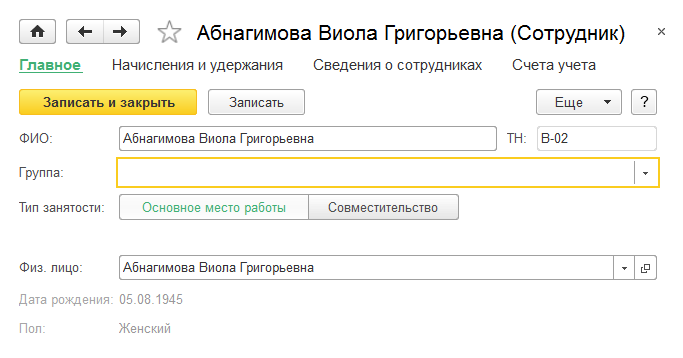 Абнагимова Виола Григорьевна (Сотрудник)
Главное Начисления и удержания Сведения о сотрудниках Счета учета
Записать и закрыть Записать Еще ?
ФИО: Абнагимова Виола Григорьевна ТН: В-02
Группа:
Тип занятости: Основное место работы Совместительство
Физ. лицо: Абнагимова Виола Григорьевна
Дата рождения: 05.08.1945
Пол: Женский